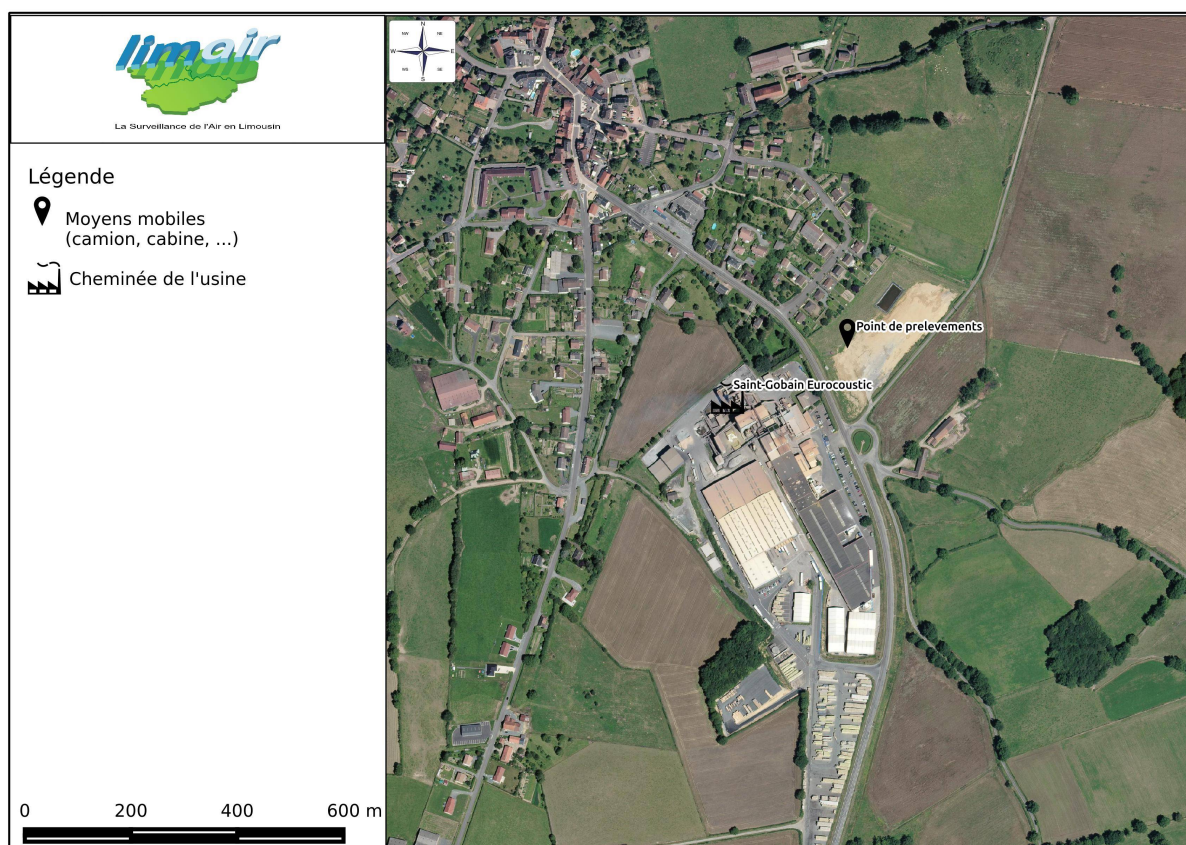 limair
La Surveillance de l'Air en Limousin
N
NW
NE
W
E
WS
SE
S
Légende
Moyens mobiles
(camion, cabine, ...)
Cheminée de l'usine
Point de prelevements
Saint-Gobain Eurocoustic
0 200 400 600 m